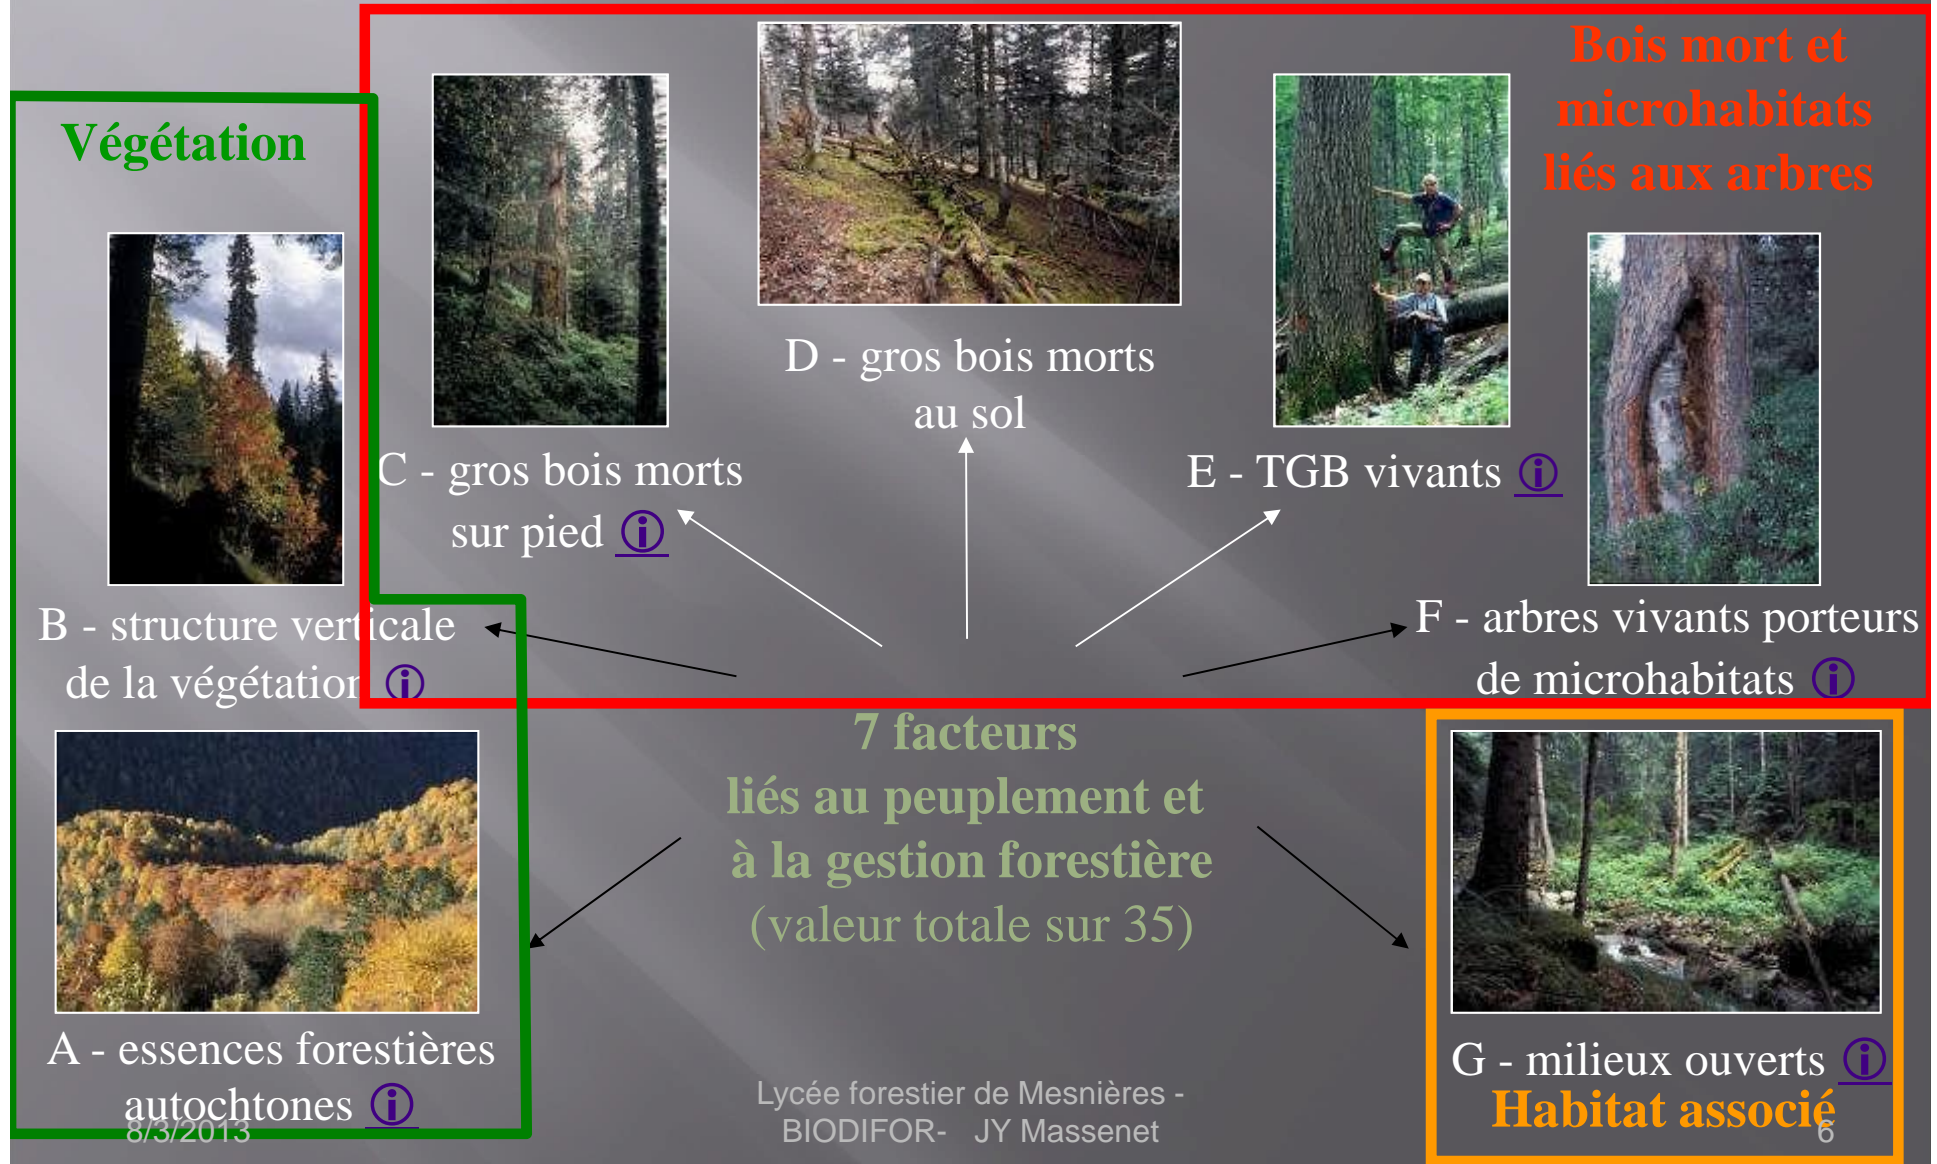 Bois mort et
microhabitats
liés aux arbres
Végétation
D - gros bois morts
au sol
C - gros bois morts
sur pied ⓘ
E - TGB vivants ⓘ
B - structure verticale
de la végétation ⓘ
F - arbres vivants porteurs
de microhabitats ⓘ
7 facteurs
liés au peuplement et
à la gestion forestière
(valeur totale sur 35)
A - essences forestières
autochtones ⓘ
G - milieux ouverts ⓘ
Habitat associé
8/3/2013
Lycée forestier de Mesnières -
BIODIFOR- JY Massenet
6